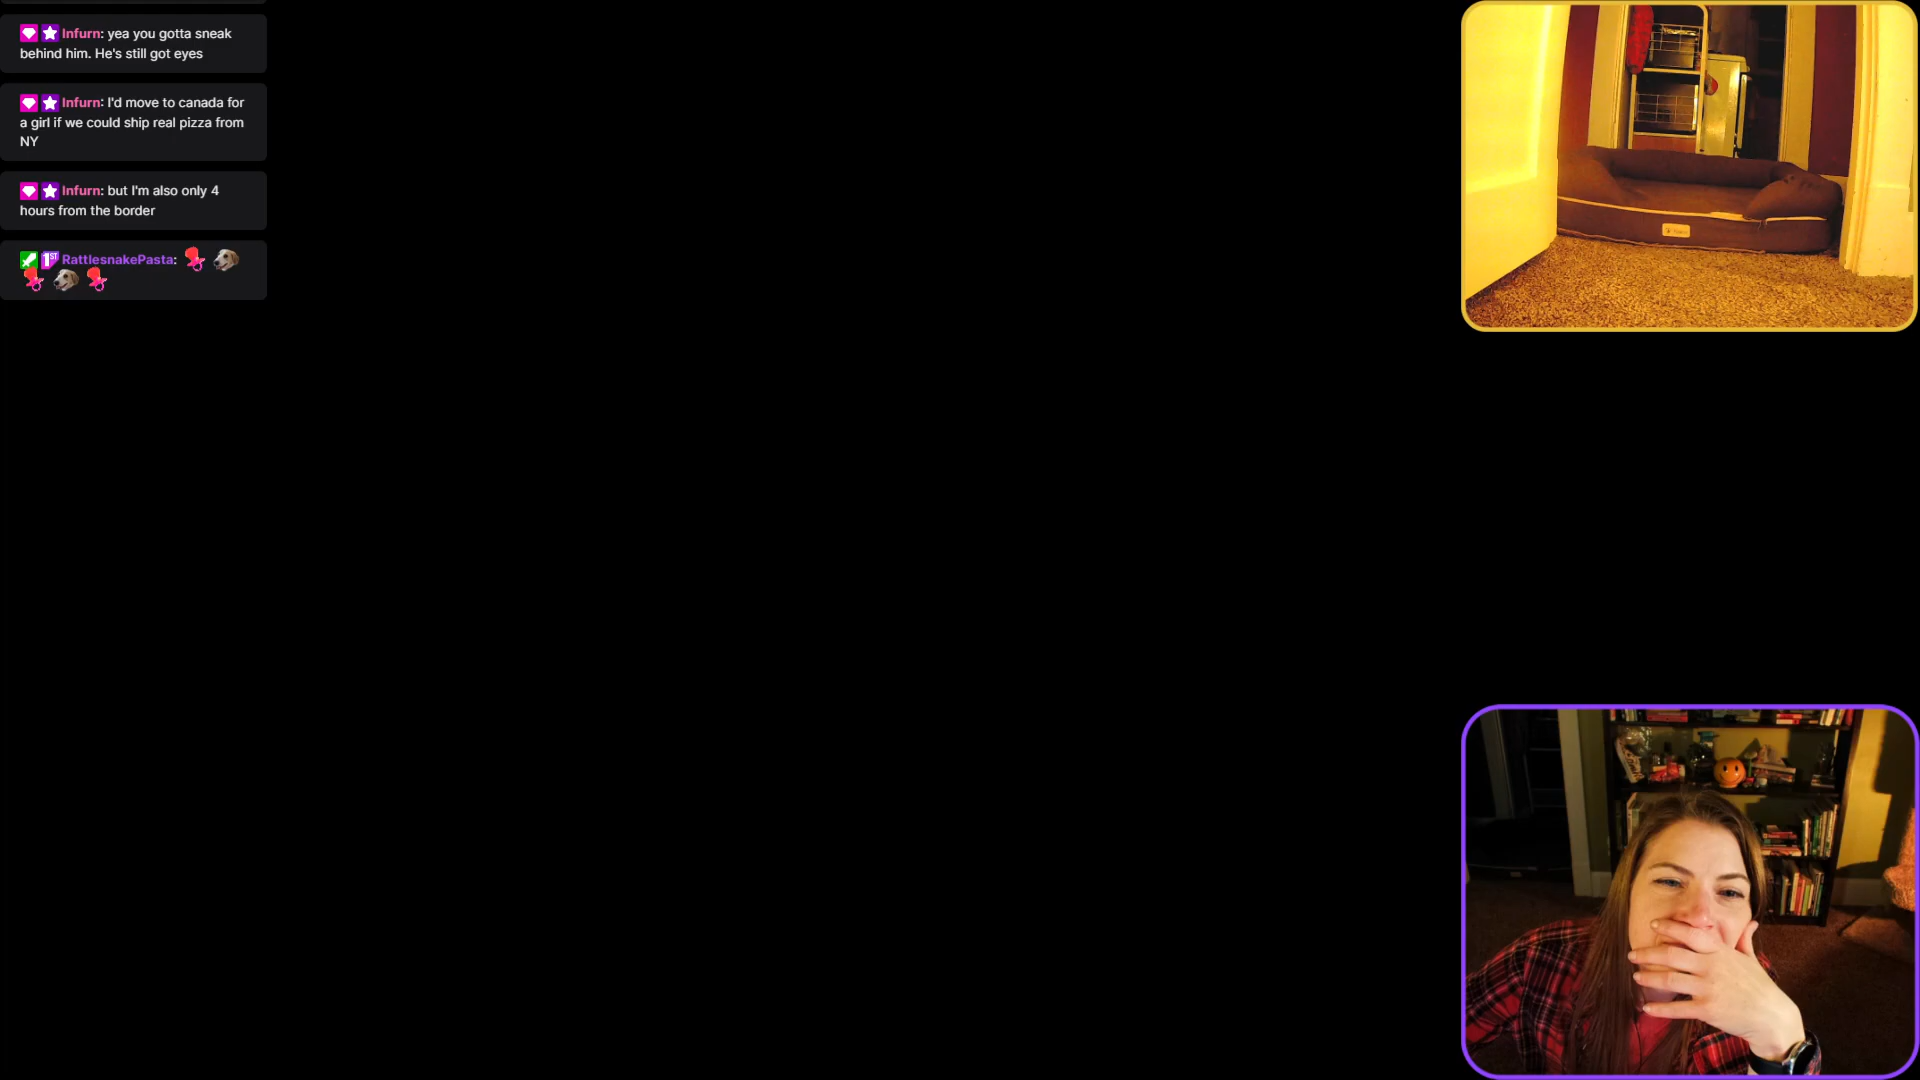 Infurn: yea you gotta sneak
behind him. He's still got eyes
Infurn: I'd move to canada for
a girl if we could ship real pizza from
NY
Infurn: but I'm also only 4
hours from the border
1ST RattlesnakePasta: